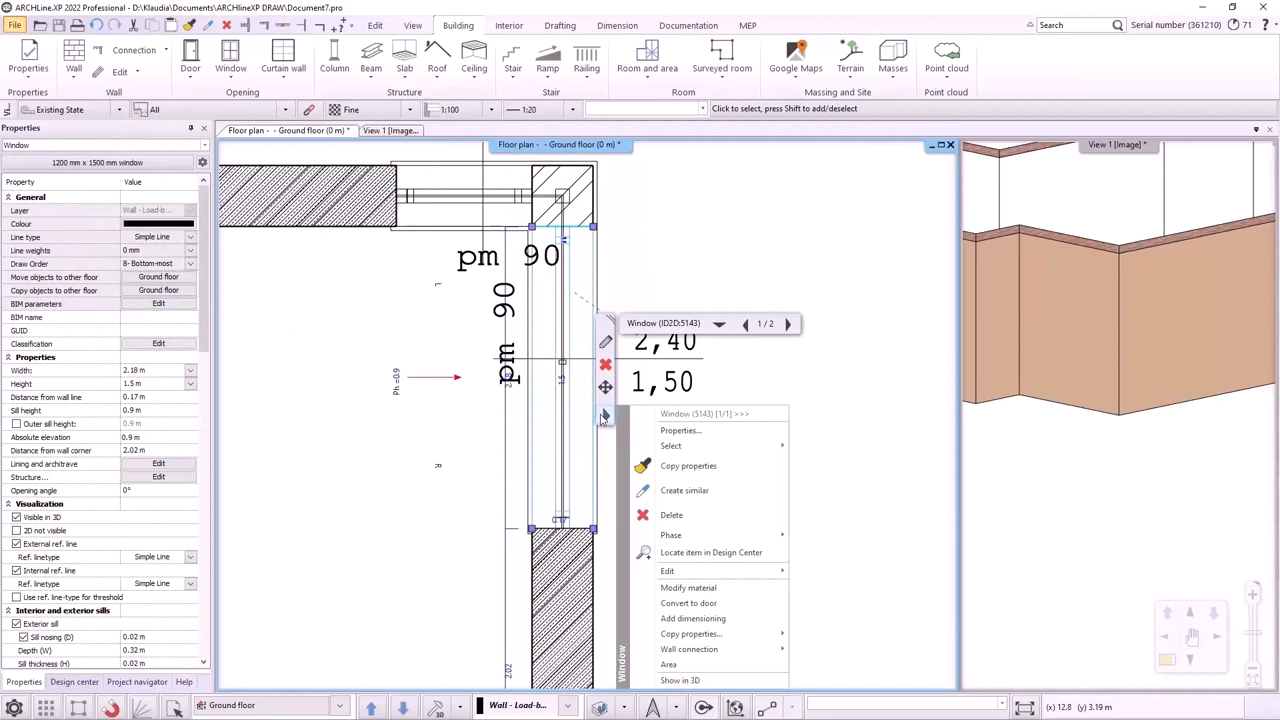 ARCHLine.XP 2022 Professional - ARCHLineXP DRAW/D:\Klaudia\Documents\ARCHlineXP DRAW\Document7.pro
File Edit View Building Interior Drafting Dimension Documentation MEP Search Serial number (361210) 71
Properties Wall Connection Edit Door Window Curtain wall Column Beam Slab Roof Ceiling Stair Ramp Railing Room and area Surveyed room Google Maps Terrain Masses Point cloud
Properties Wall Opening Structure Stair Room Massing and Site Point cloud
Existing State All Fine 1:100 1:20 Click to select, press Shift to add/deselect
Properties
Floor plan - - Ground floor (0 m) * View 1 [Image...
Window
Floor plan - - Ground floor (0 m) *
View 1 [Image] *
1200 mm x 1500 mm window
Property Value
General
Layer Wall - Load-b...
Colour
Line type Simple Line
Line weights 0 mm
Draw Order 8- Bottom-most
Move objects to other floor Ground floor
Copy objects to other floor Ground floor
BIM parameters Edit
BIM name
GUID
Classification Edit
Properties
Width: 2.18 m
Height 1.5 m
Distance from wall line 0.17 m
Sill height 0.9 m
Outer sill height: 90 m
Absolute elevation 0.9 m
Distance from wall corner 2.02 m
Lining and architrave Edit
Structure... Edit
Opening angle 0°
Visualization
Visible in 3D
2D not visible
External ref. line
Ref. linetype Simple Line
Internal ref. line
Ref. linetype Simple Line
Use ref. line-type for threshold
Interior and exterior sills
Exterior sill
Sill nosing (D) 0.02 m
Depth (W) 0.32 m
Sill thickness (H) 0.02 m
Properties Design center Project navigator Help
pm 90
pm 90
L
R
Ph =0.9
1.5
2.02
2,40
1,50
Window (ID2D:5143) 1 / 2
Window (5143) [1/1] >>>
Properties...
Select
Copy properties
Create similar
Delete
Phase
Locate item in Design Center
Edit
Modify material
Convert to door
Add dimensioning
Copy properties...
Wall connection
Area
Show in 3D
Window
Ground floor Wall - Load-b... (x) 12.8 (y) 3.19 m